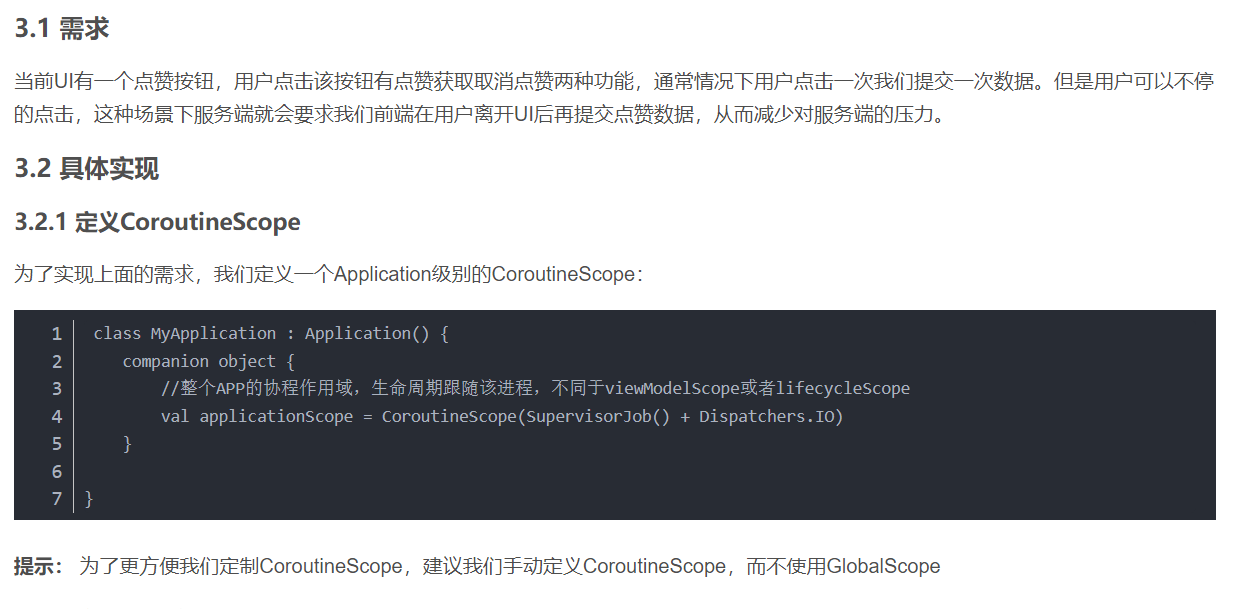 3.1 需求
当前UI有一个点赞按钮，用户点击该按钮有点赞获取取消点赞两种功能，通常情况下用户点击一次我们提交一次数据。但是用户可以不停
的点击，这种场景下服务端就会要求我们前端在用户离开UI后再提交点赞数据，从而减少对服务端的压力。
3.2 具体实现
3.2.1 定义CoroutineScope
为了实现上面的需求，我们定义一个Application级别的CoroutineScope：
1 class MyApplication : Application() {
2 companion object {
3 //整个APP的协程作用域，生命周期跟随该进程，不同于viewModelScope或者lifecycleScope
4 val applicationScope = CoroutineScope(SupervisorJob() + Dispatchers.IO)
5 }
6
7 }
提示： 为了更方便我们定制CoroutineScope，建议我们手动定义CoroutineScope，而不使用GlobalScope